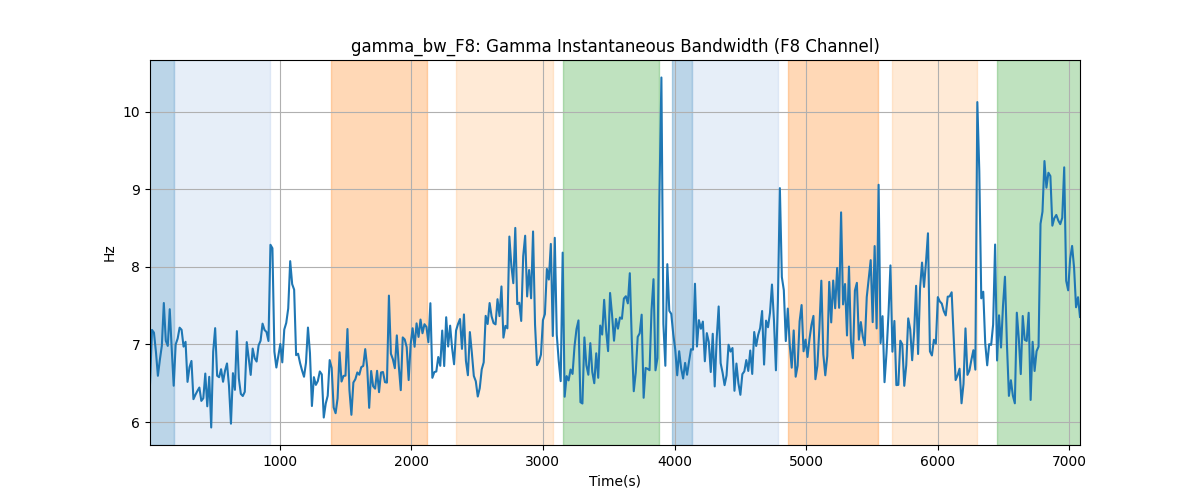 gamma_bw_F8: Gamma Instantaneous Bandwidth (F8 Channel)
10
9
8
7
6
Hz
1000 2000 3000 4000 5000 6000 7000
Time(s)